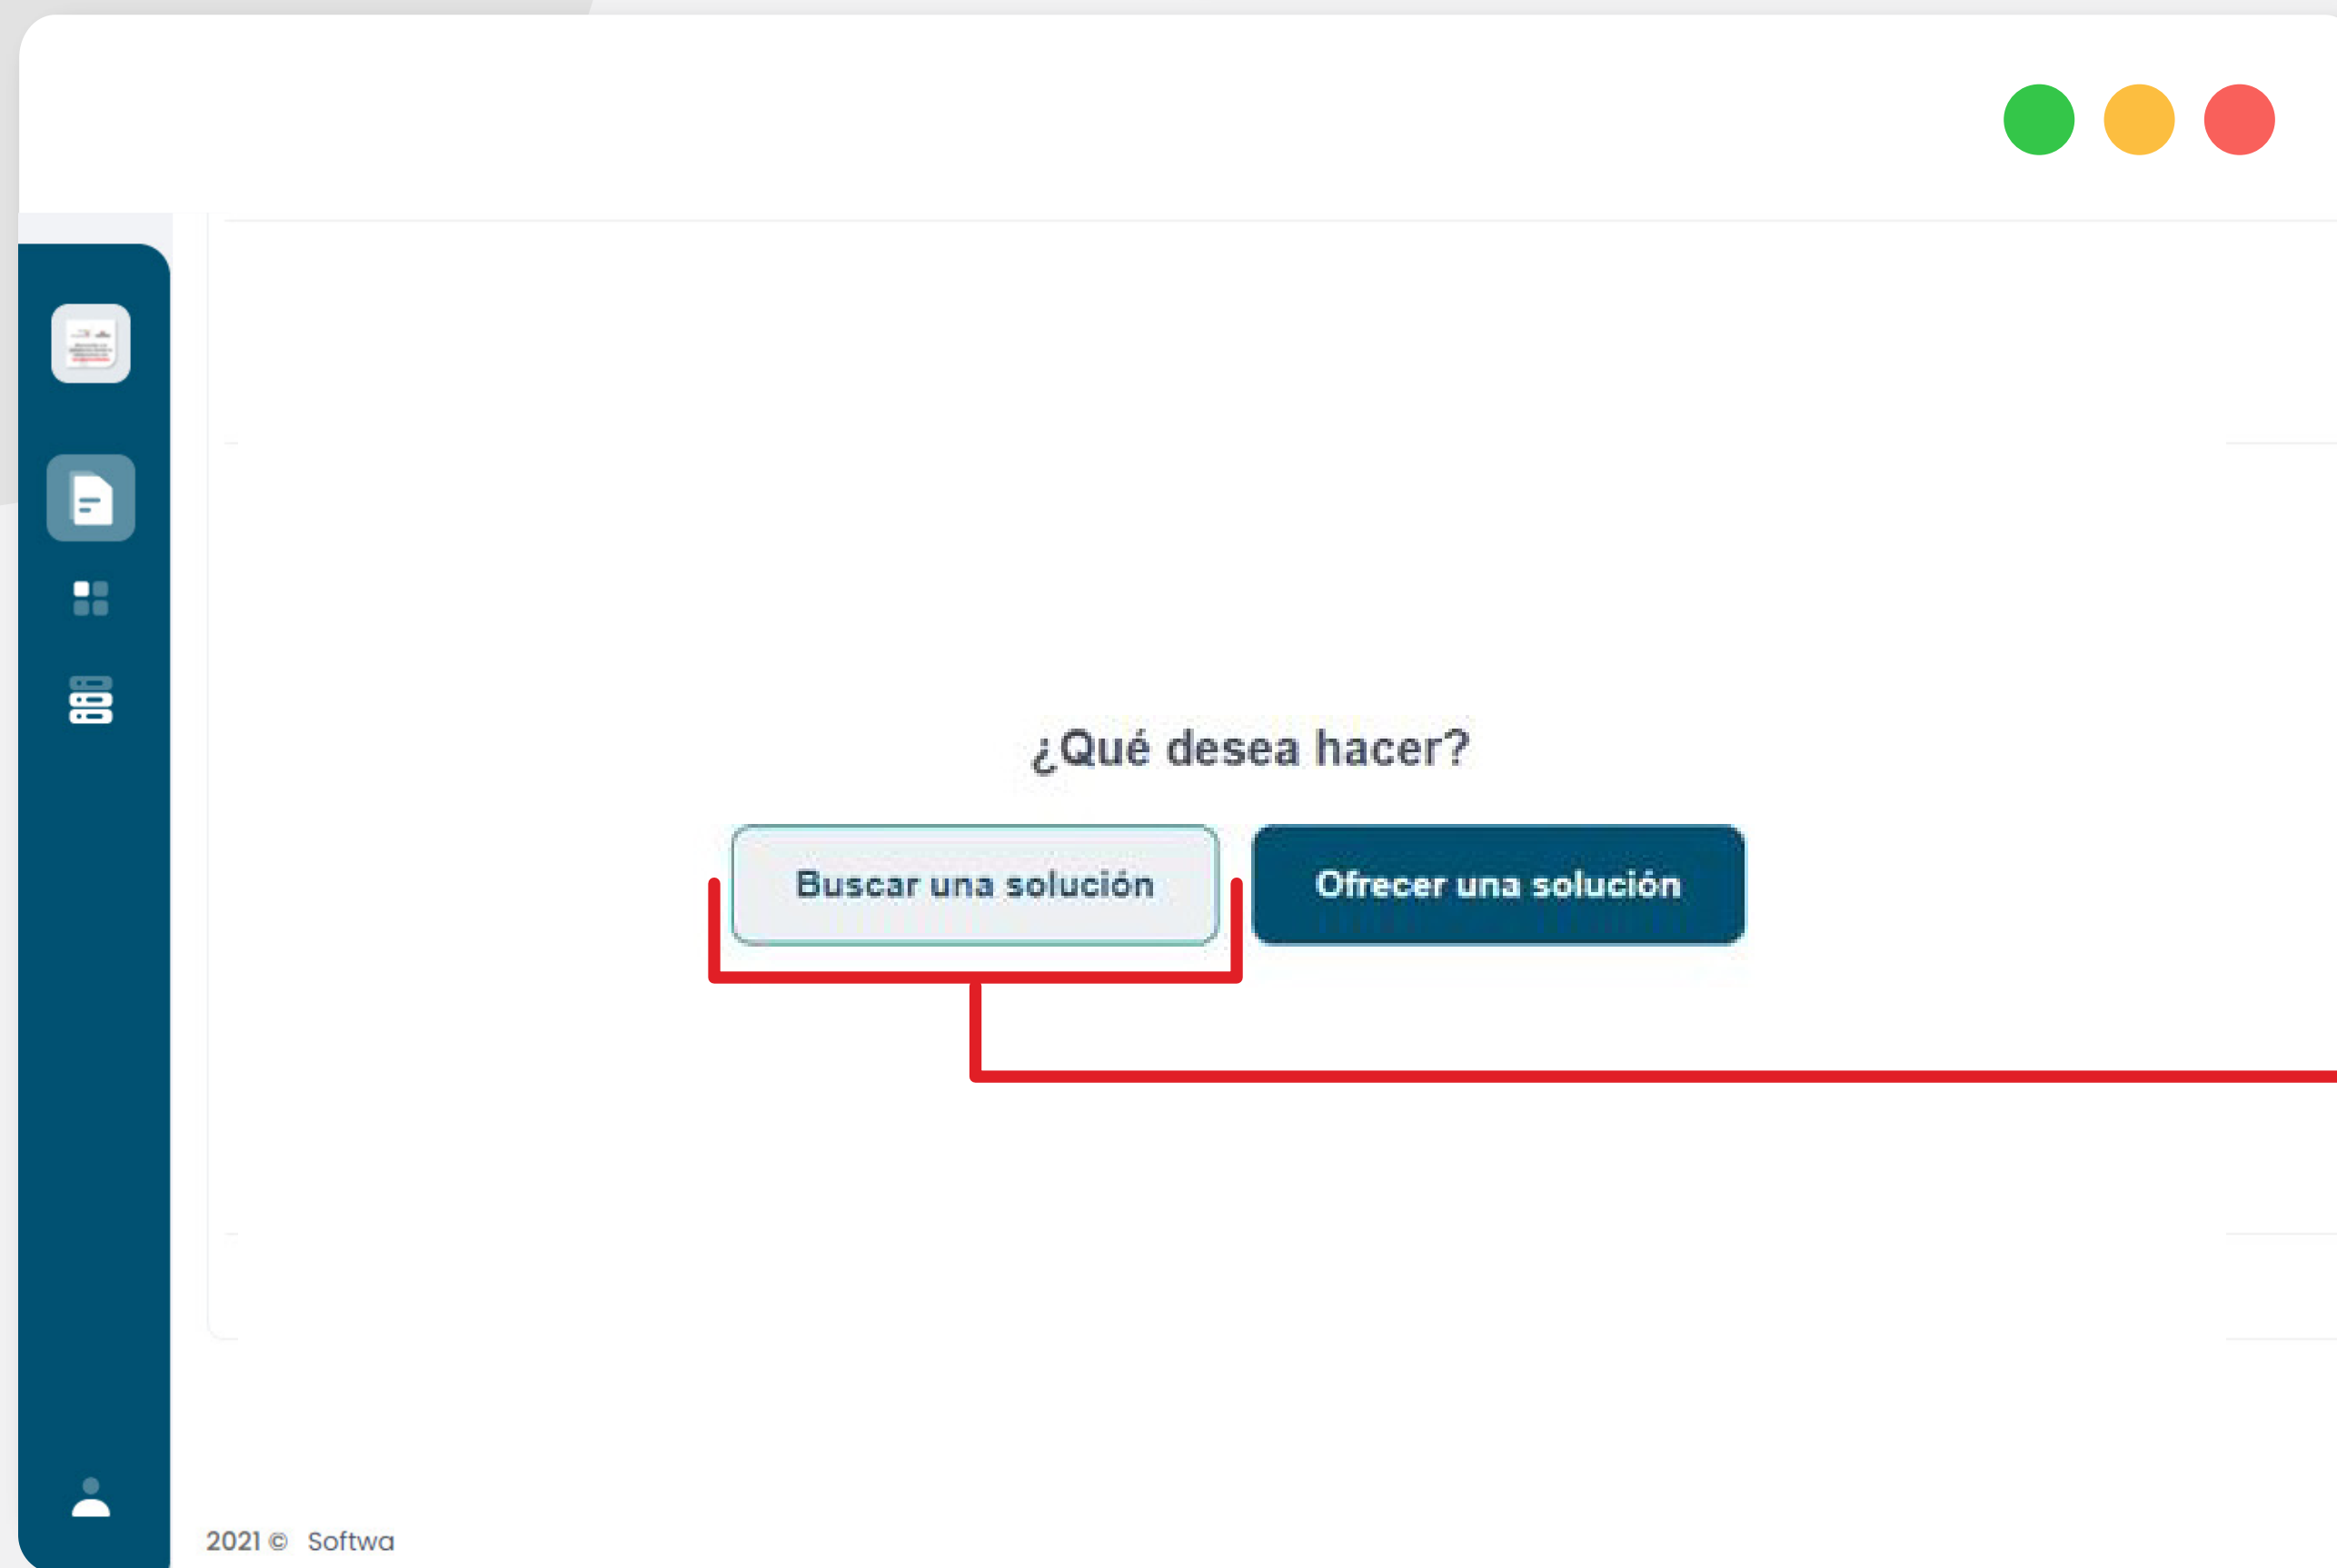 ¿Qué desea hacer?
Buscar una solución
Ofrecer una solución
2021 © Softwa